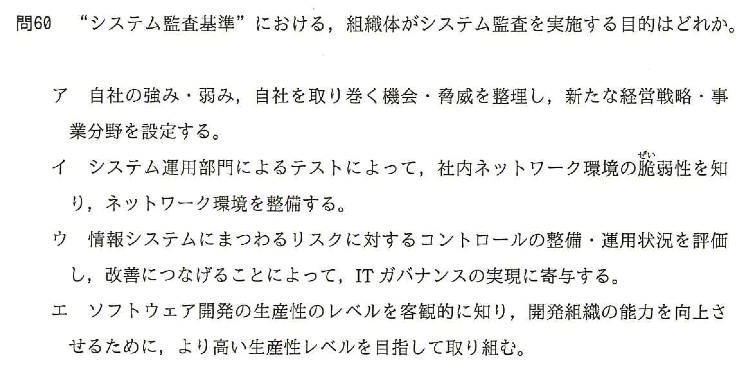 問60　“システム監査基準”における，組織体がシステム監査を実施する目的はどれか。
ア　自社の強み・弱み，自社を取り巻く機会・脅威を整理し，新たな経営戦略・事
業分野を設定する。
イ　システム運用部門によるテストによって，社内ネットワーク環境の脆弱性を知
り，ネットワーク環境を整備する。
ウ　情報システムにまつわるリスクに対するコントロールの整備・運用状況を評価
し，改善につなげることによって，ITガバナンスの実現に寄与する。
エ　ソフトウェア開発の生産性のレベルを客観的に知り，開発組織の能力を向上さ
せるために，より高い生産性レベルを目指して取り組む。